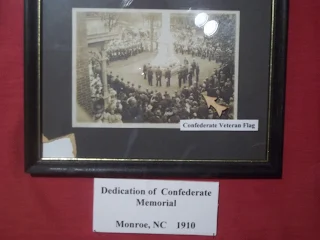 Confederate Veteran Flag
Dedication of Confederate
Memorial
Monroe, NC 1910